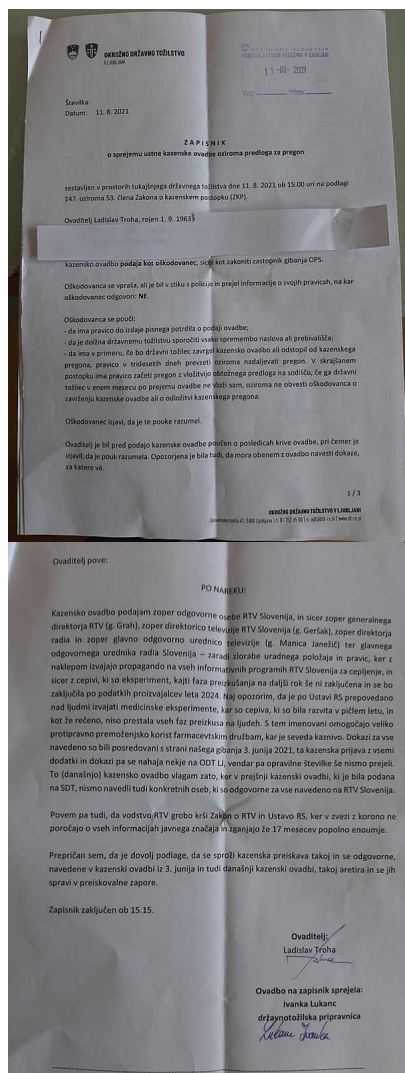 OKROŽNO DRŽAVNO TOŽILSTVO
V LJUBLJANI
11-08-2021
Številka:
Datum: 11. 8. 2021
ZAPISNIK
o sprejemu ustne kazenske ovadbe oziroma predloga za pregon
sestavljen v prostorih tukajšnjega državnega tožilstva dne 11. 8. 2021 ob 15.00 uri na podlagi
147. oziroma 53. člena Zakona o kazenskem postopku (ZKP).
Ovaditelj Ladislav Troha, rojen 1. 9. 1963
kazensko ovadbo podaja kot oškodovanec, sicer kot zakoniti zastopnik gibanja OPS.
Oškodovanca se vpraša, ali je bil v stiku s policijo in prejel informacije o svojih pravicah, na kar
oškodovanec odgovori: NE.
Oškodovanca se pouči:
- da ima pravico do izdaje pisnega potrdila o podaji ovadbe;
- da je dolžna državnemu tožilstvu sporočiti vsako spremembo naslova ali prebivališča;
- da ima v primeru, če bo državni tožilec zavrgel kazensko ovadbo ali odstopil od kazenskega
pregona, pravico v tridesetih dneh prevzeti oziroma nadaljevati pregon. V skrajšanem
postopku ima pravico začeti pregon z vložitvijo obtožnega predloga na sodišču, če ga državni
tožilec v enem mesecu po prejemu ovadbe ne vloži sam, oziroma ne obvesti oškodovanca o
zavrženju kazenske ovadbe ali o odložitvi kazenskega pregona.
Oškodovanec izjavi, da je te pouke razumel.
Ovaditelj je bil pred podajo kazenske ovadbe poučen o posledicah krive ovadbe, pri čemer je
izjavil, da je pouk razumela. Opozorjena je bila tudi, da mora obenem z ovadbo navesti dokaze,
za katere ve.
1 / 3
OKROŽNO DRŽAVNO TOŽILSTVO V LJUBLJANI
Ovaditelj pove:
PO NAREKU:
Kazensko ovadbo podajam zoper odgovorne osebe RTV Slovenija, in sicer zoper generalnega
direktorja RTV (g. Grah), zoper direktorico televizije RTV Slovenija (g. Geršak), zoper direktorja
radia in zoper glavno odgovorno urednico televizije (g. Manica Janežič) ter glavnega
odgovornega urednika radia Slovenija – zaradi zlorabe uradnega položaja in pravic, ker z
naklepom izvajajo propagando na vseh informativnih programih RTV Slovenija za cepljenje, in
sicer z cepivi, ki so eksperiment, kajti faza preizkušanja na daljši rok še ni zaključena in se bo
zaključila po podatkih proizvajalcev leta 2024. Naj opozorim, da je po Ustavi RS prepovedano
nad ljudmi izvajati medicinske eksperimente, kar so cepiva, ki so bila razvita v pičlem letu, in
kot že rečeno, niso prestala vseh faz preizkusa na ljudeh. S tem imenovani omogočajo veliko
protipravno premoženjsko korist farmacevtskim družbam, kar je seveda kaznivo. Dokazi za vse
navedeno so bili posredovani s strani našega gibanja 3. junija 2021, ta kazenska prijava z vsemi
dodatki in dokazi pa se nahaja nekje na ODT LJ, vendar pa opravilne številke še nismo prejeli.
To (današnjo) kazensko ovadbo vlagam zato, ker v prejšnji kazenski ovadbi, ki je bila podana
na SDT, nismo navedli tudi konkretnih oseb, ki so odgovorne za vse navedeno na RTV Slovenija.
Povem pa tudi, da vodstvo RTV grobo krši Zakon o RTV in Ustavo RS, ker v zvezi z korono ne
poročajo o vseh informacijah javnega značaja in zganjajo že 17 mesecev popolno enoumje.
Prepričan sem, da je dovolj podlage, da se sproži kazenska preiskava takoj in se odgovorne,
navedene v kazenski ovadbi iz 3. junija in tudi današnji kazenski ovadbi, takoj aretira in se jih
spravi v preiskovalne zapore.
Zapisnik zaključen ob 15.15.
Ovaditelj:
Ladislav Troha
Ovadbo na zapisnik sprejela:
Ivanka Lukanc
državnotožilska pripravnica
Lukanc Ivanka